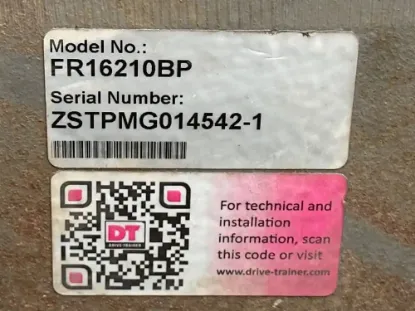 Model No.:
FR16210BP
Serial Number:
ZSTPMG014542-1
DT
DRIVE TRAINER
For technical and
installation
information, scan
this code or visit
www.drive-trainer.com